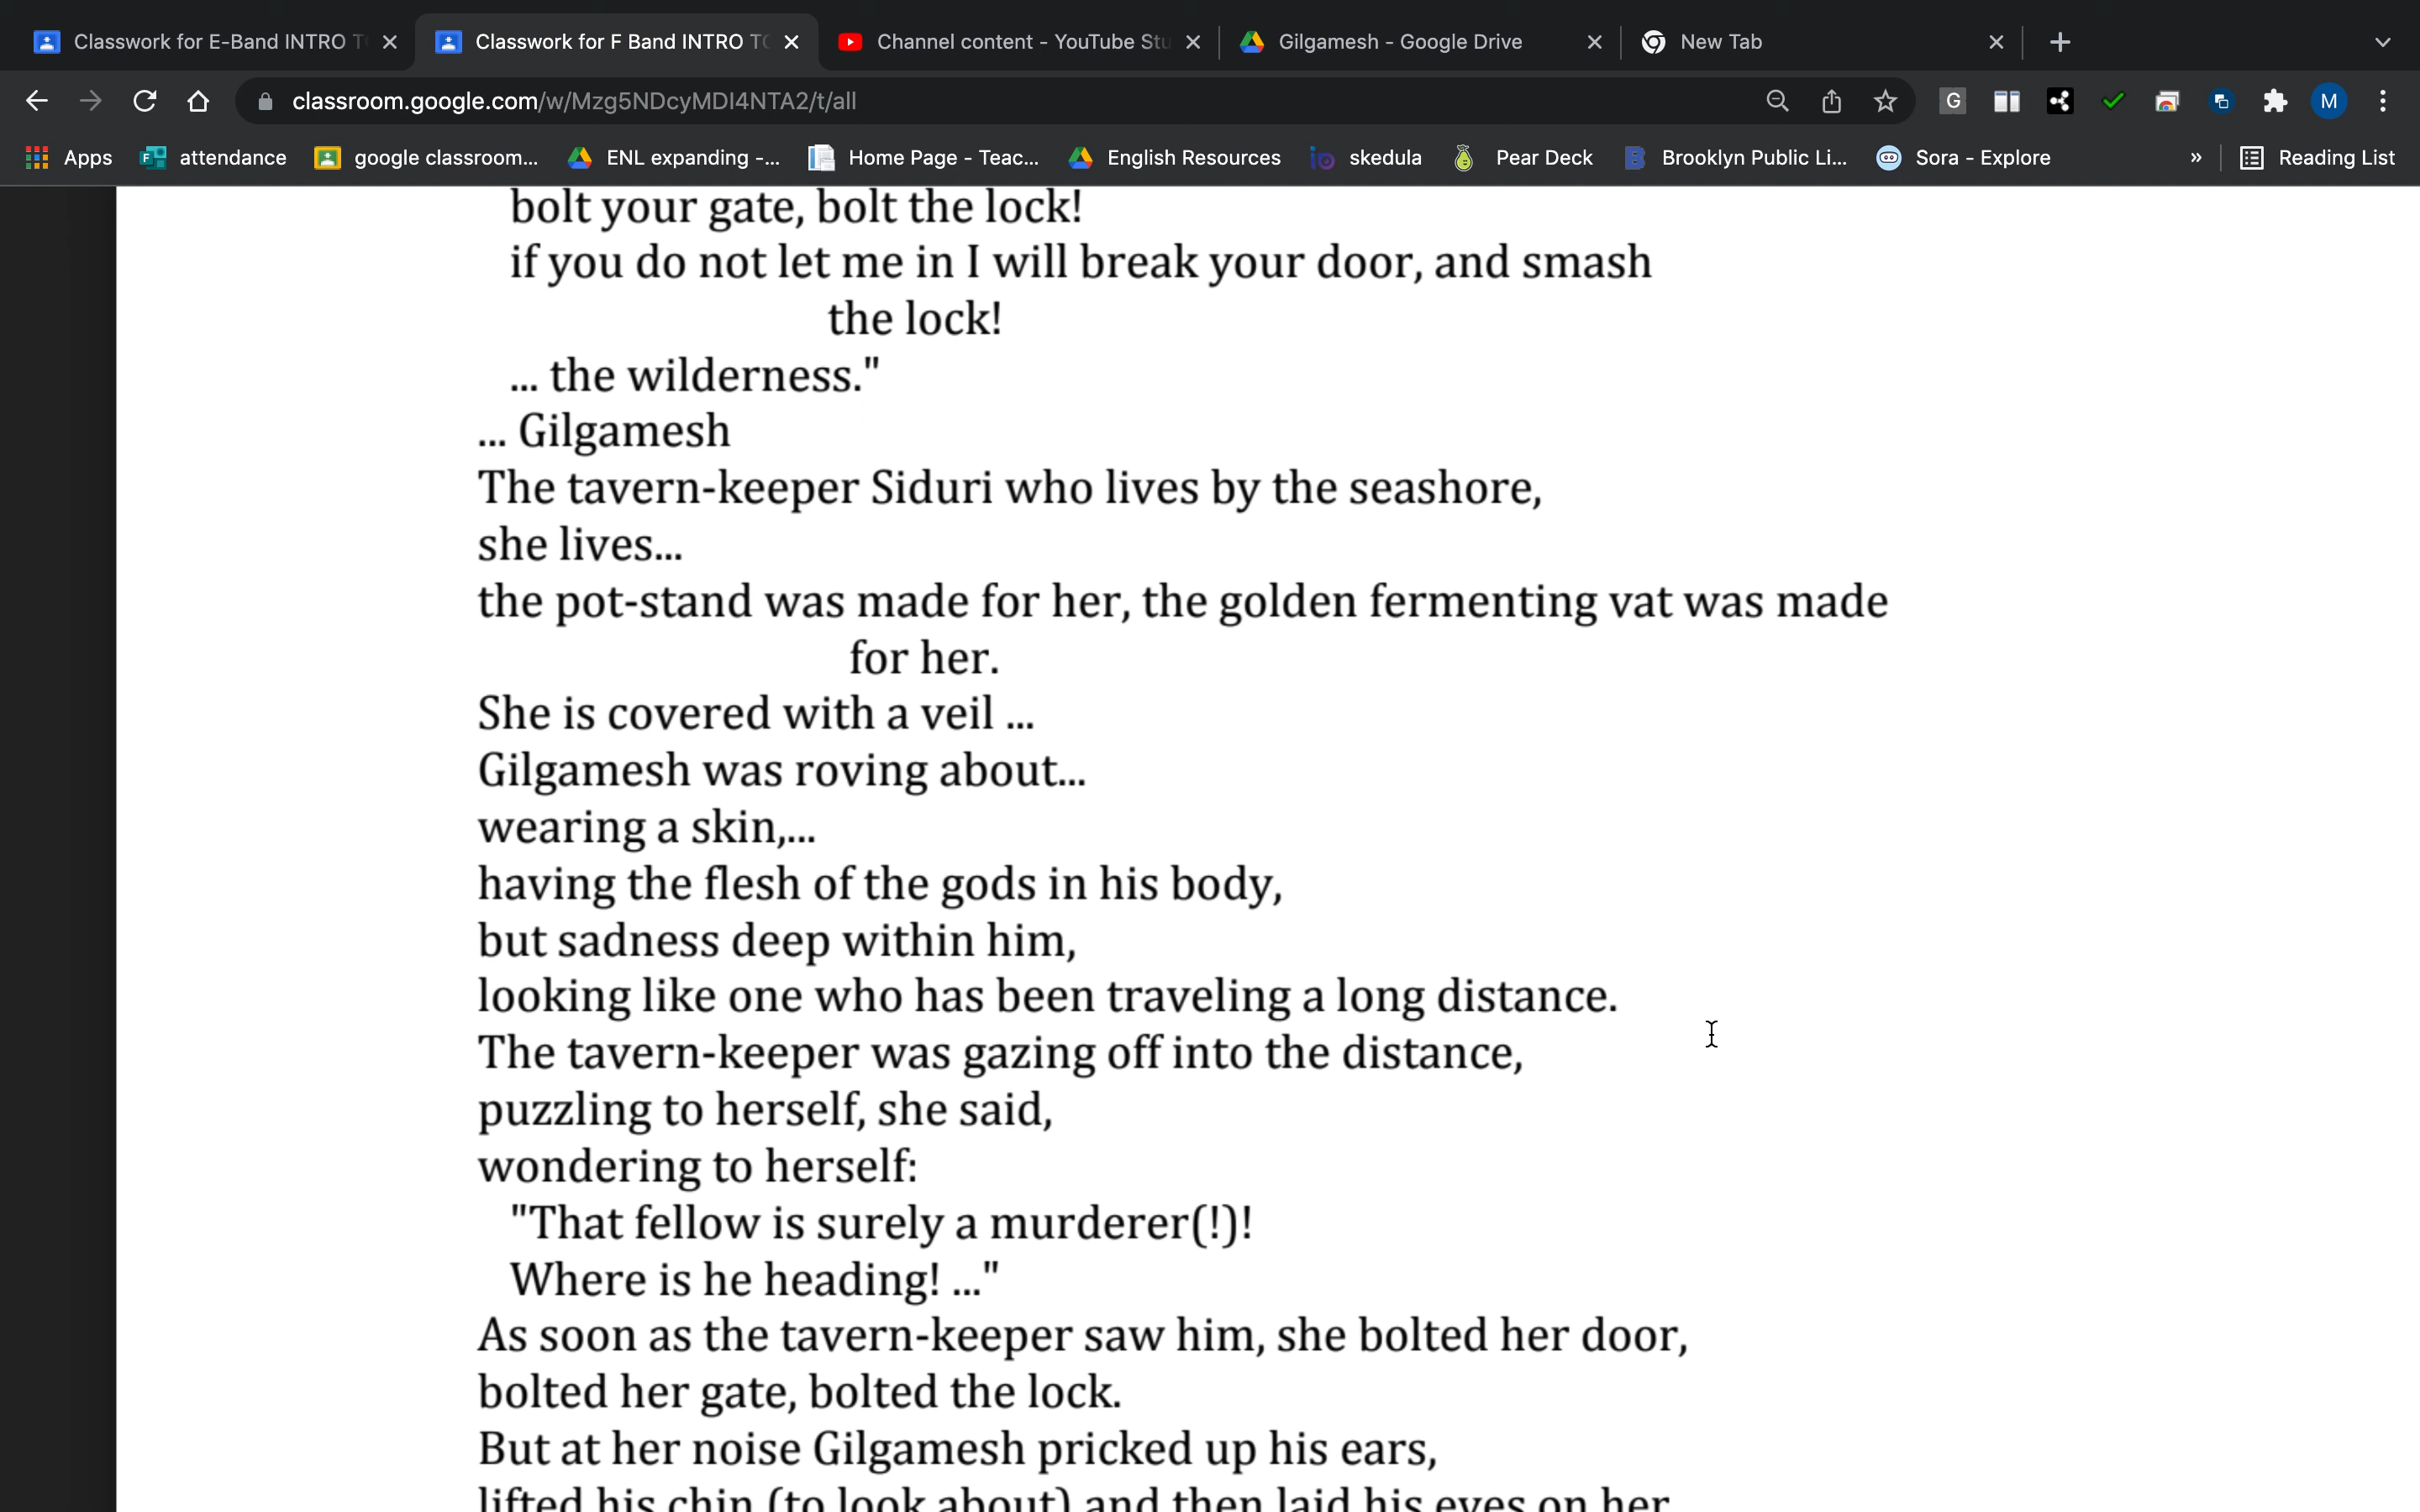 Classwork for E-Band INTRO T
Classwork for F Band INTRO TO
Channel content - YouTube Stu
Gilgamesh - Google Drive
New Tab
classroom.google.com/w/Mzg5NDcyMDI4NTA2/t/all
G
M
Apps
attendance
google classroom...
ENL expanding -...
Home Page - Teac...
English Resources
skedula
Pear Deck
Brooklyn Public Li...
Sora - Explore
»
Reading List
bolt your gate, bolt the lock!
if you do not let me in I will break your door, and smash
the lock!
... the wilderness."
... Gilgamesh
The tavern-keeper Siduri who lives by the seashore,
she lives...
the pot-stand was made for her, the golden fermenting vat was made
for her.
She is covered with a veil ...
Gilgamesh was roving about...
wearing a skin,...
having the flesh of the gods in his body,
but sadness deep within him,
looking like one who has been traveling a long distance.
The tavern-keeper was gazing off into the distance,
puzzling to herself, she said,
wondering to herself:
"That fellow is surely a murderer(!)!
Where is he heading! ..."
As soon as the tavern-keeper saw him, she bolted her door,
bolted her gate, bolted the lock.
But at her noise Gilgamesh pricked up his ears,
lifted his chin (to look about) and then laid his eyes on her